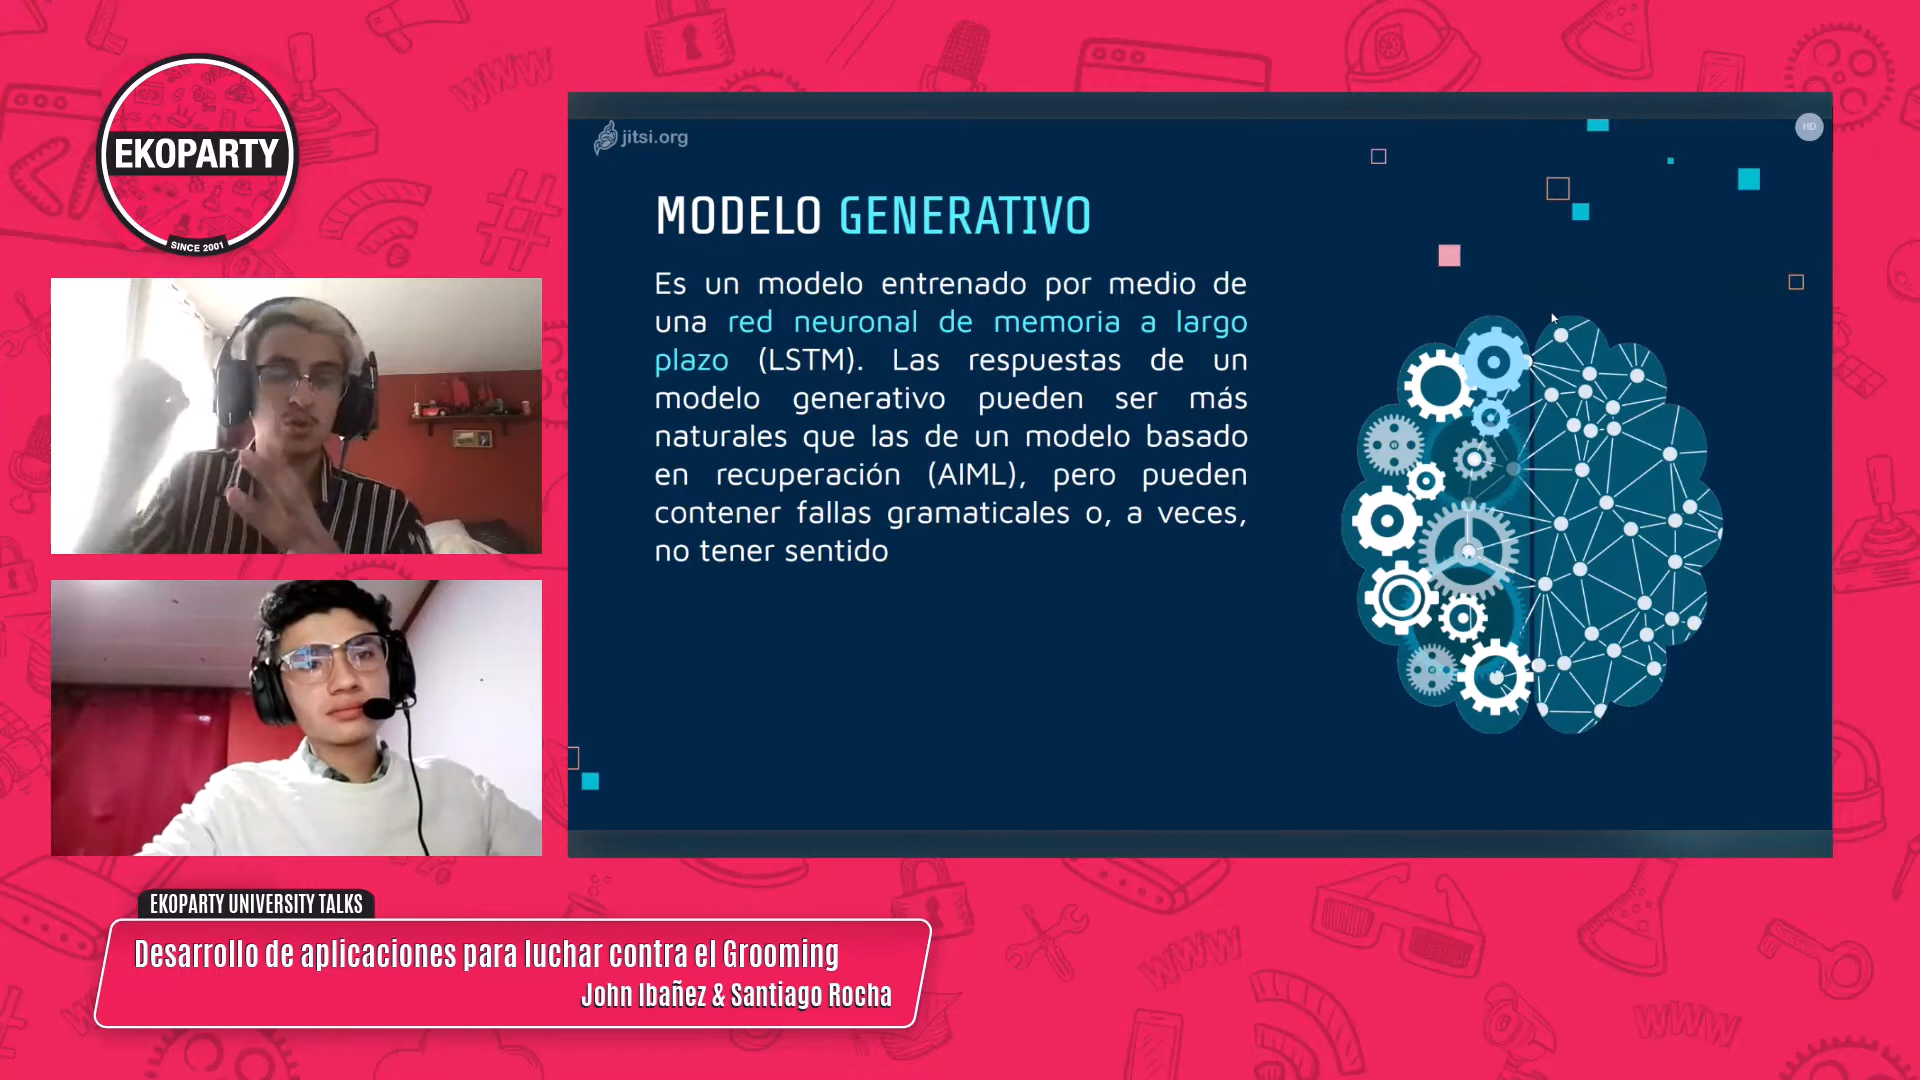 EKOPARTY
SINCE 2001
jitsi.org
HD
MODELO GENERATIVO
Es un modelo entrenado por medio de
una red neuronal de memoria a largo
plazo (LSTM). Las respuestas de un
modelo generativo pueden ser más
naturales que las de un modelo basado
en recuperación (AIML), pero pueden
contener fallas gramaticales o, a veces,
no tener sentido
EKOPARTY UNIVERSITY TALKS
Desarrollo de aplicaciones para luchar contra el Grooming
John Ibañez & Santiago Rocha
WWW
WWW
WWW